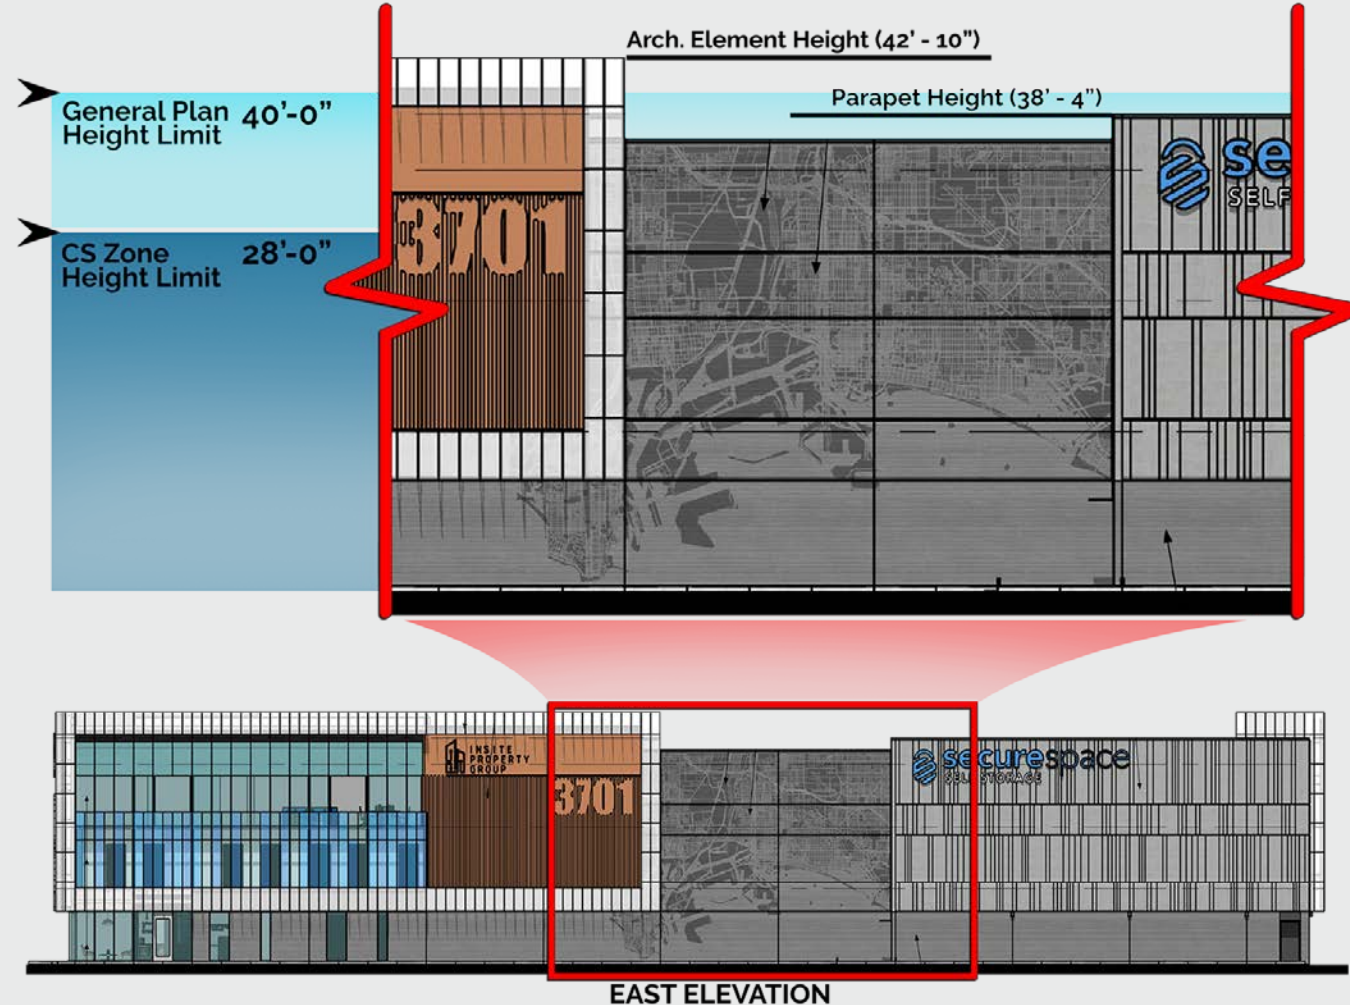 Arch. Element Height (42' - 10”)
Parapet Height (38' - 4”)
General Plan 40'-0”
Height Limit
CS Zone 28'-0”
Height Limit
3701
se
SELF
INSITE
PROPERTY
GROUP
3701
securespace
SELF STORAGE
EAST ELEVATION